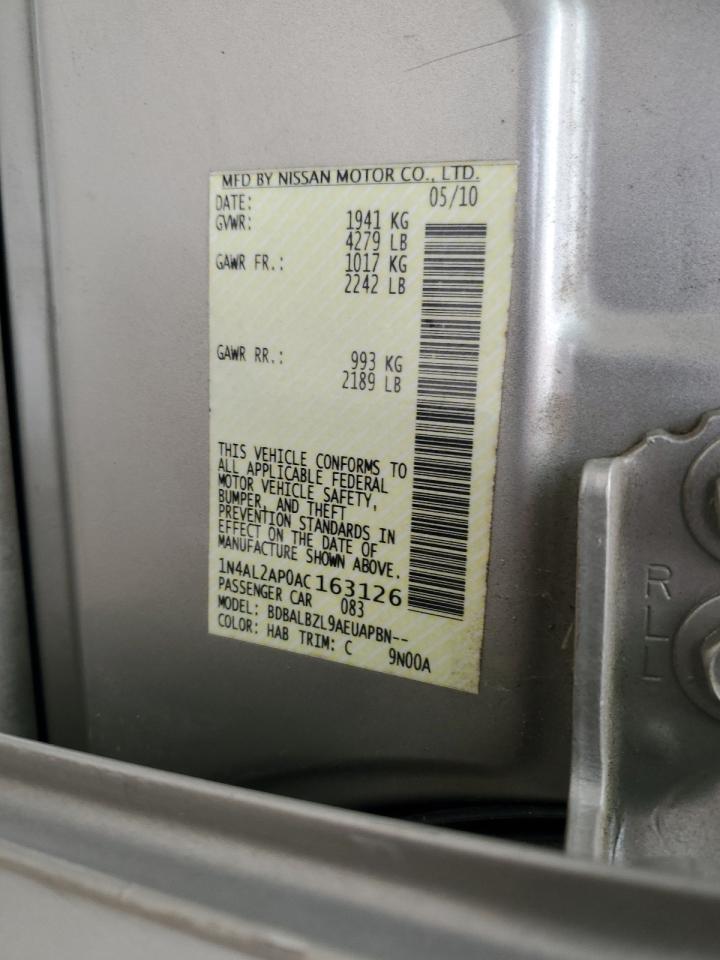 MFD BY NISSAN MOTOR CO., LTD.
DATE: 05/10
GVWR: 1941 KG
4279 LB
GAWR FR.: 1017 KG
2242 LB
GAWR RR.: 993 KG
2189 LB
THIS VEHICLE CONFORMS TO
ALL APPLICABLE FEDERAL
MOTOR VEHICLE SAFETY,
BUMPER, AND THEFT
PREVENTION STANDARDS IN
EFFECT ON THE DATE OF
MANUFACTURE SHOWN ABOVE.
1N4AL2AP0AC163126
PASSENGER CAR 083
MODEL: BDBALBZL9AEUAPBN--
COLOR: HAB TRIM: C 9N00A
RLL